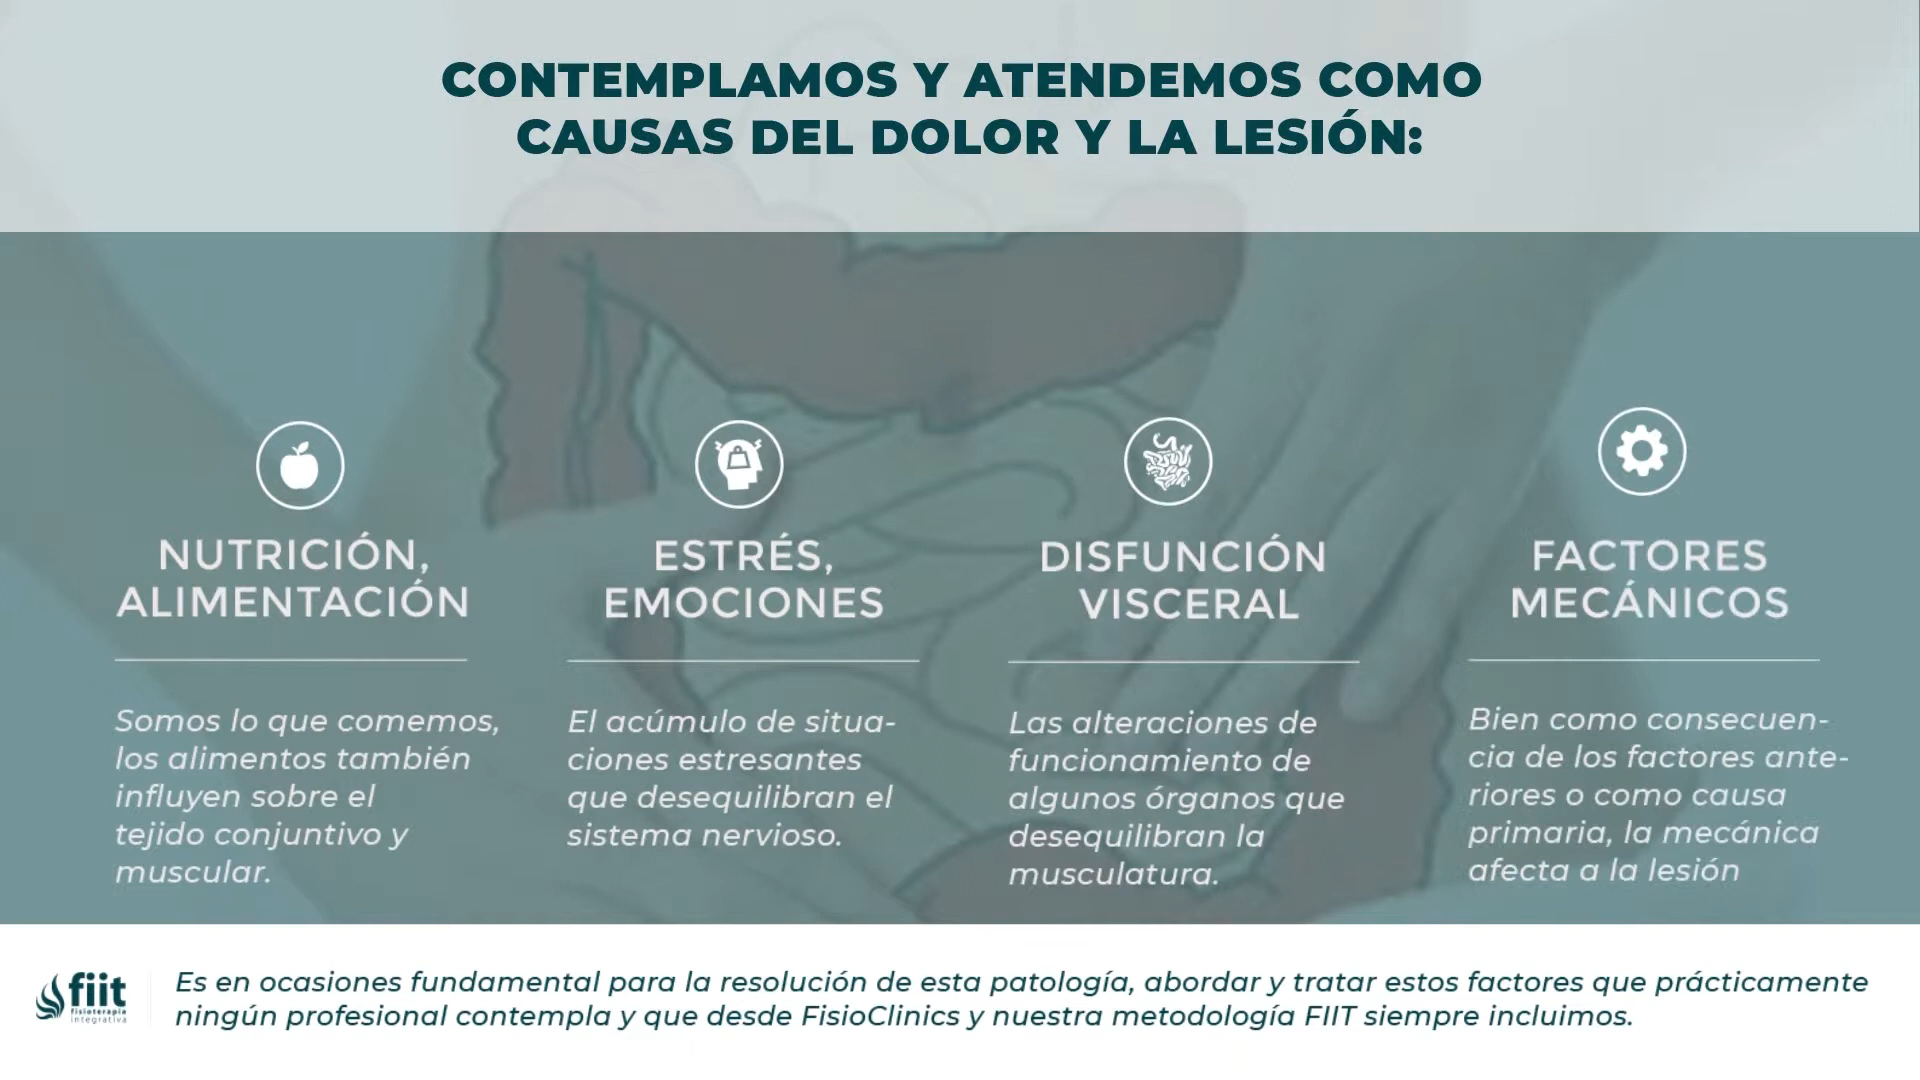 CONTEMPLAMOS Y ATENDEMOS COMO
CAUSAS DEL DOLOR Y LA LESIÓN:
NUTRICIÓN,
ALIMENTACIÓN
Somos lo que comemos,
los alimentos también
influyen sobre el
tejido conjuntivo y
muscular.
ESTRÉS,
EMOCIONES
El acúmulo de situa-
ciones estresantes
que desequilibran el
sistema nervioso.
DISFUNCIÓN
VISCERAL
Las alteraciones de
funcionamiento de
algunos órganos que
desequilibran la
musculatura.
FACTORES
MECÁNICOS
Bien como consecuen-
cia de los factores ante-
riores o como causa
primaria, la mecánica
afecta a la lesión
fiit
fisioterapia
integrativa
Es en ocasiones fundamental para la resolución de esta patología, abordar y tratar estos factores que prácticamente
ningún profesional contempla y que desde FisioClinics y nuestra metodología FIIT siempre incluimos.